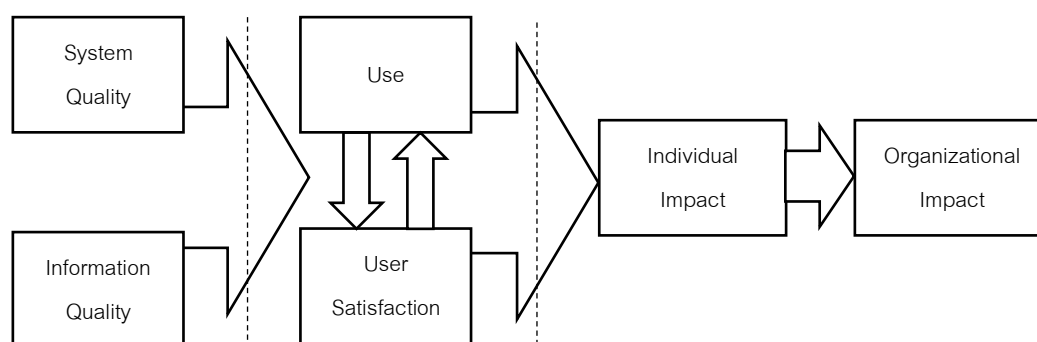 System
Quality
Information
Quality
Use
User
Satisfaction
Individual
Impact
Organizational
Impact